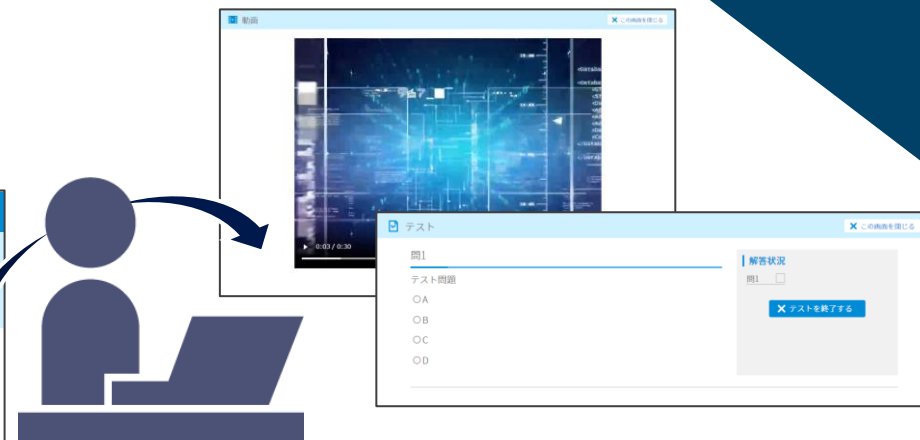 動画
× この画面を閉じる
0:03 / 0:30
テスト
× この画面を閉じる
問1
テスト問題
○A
○B
○C
○D
解答状況
問1
× テストを終了する